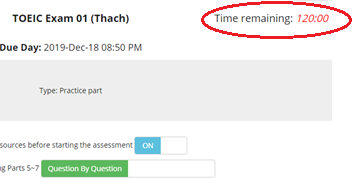 TOEIC Exam 01 (Thach) Time remaining: 120:00
Due Day: 2019-Dec-18 08:50 PM
Type: Practice part
sources before starting the assessment ON
ng Parts 5~7 Question By Question